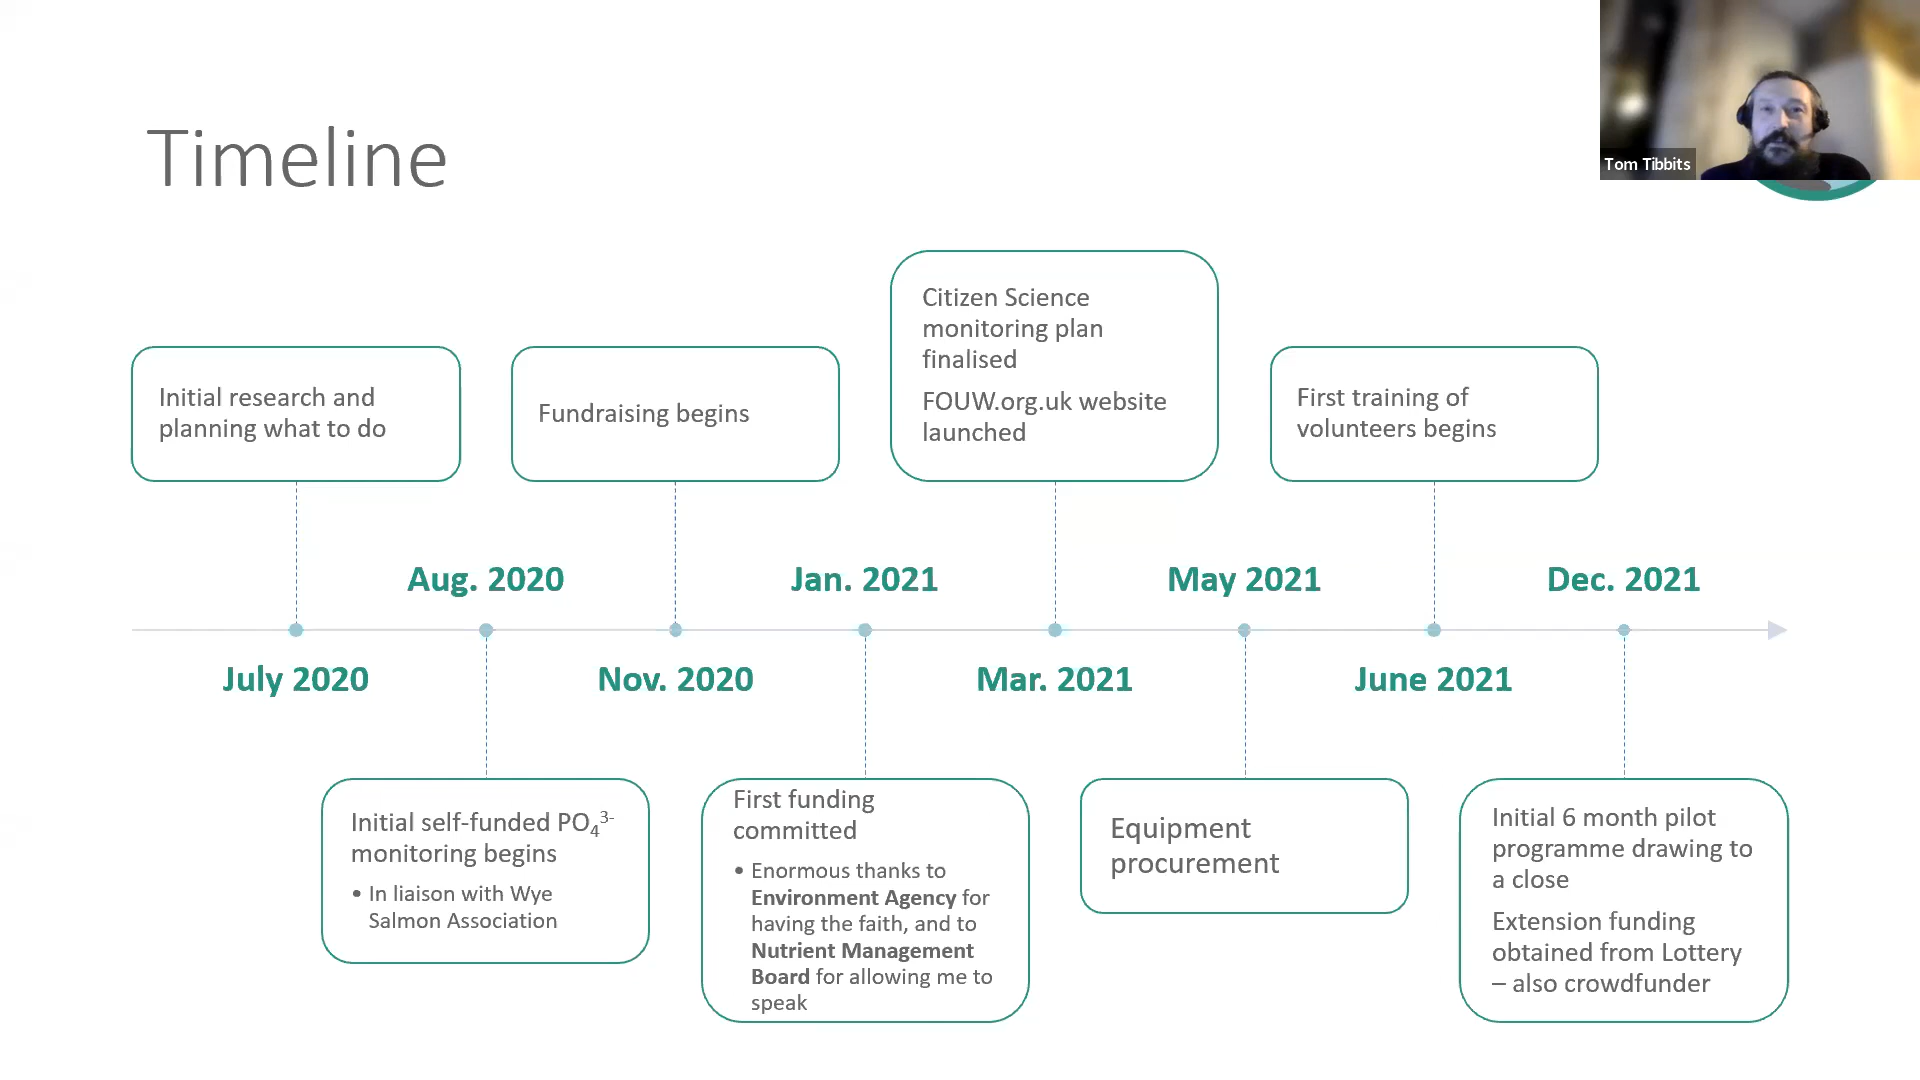 Timeline
Tom Tibbits
Initial research and
planning what to do
Fundraising begins
Citizen Science
monitoring plan
finalised
FOUW.org.uk website
launched
First training of
volunteers begins
Aug. 2020
Jan. 2021
May 2021
Dec. 2021
July 2020
Nov. 2020
Mar. 2021
June 2021
Initial self-funded PO₄³⁻
monitoring begins
• In liaison with Wye
Salmon Association
First funding
committed
• Enormous thanks to
Environment Agency for
having the faith, and to
Nutrient Management
Board for allowing me to
speak
Equipment
procurement
Initial 6 month pilot
programme drawing to
a close
Extension funding
obtained from Lottery
– also crowdfunder